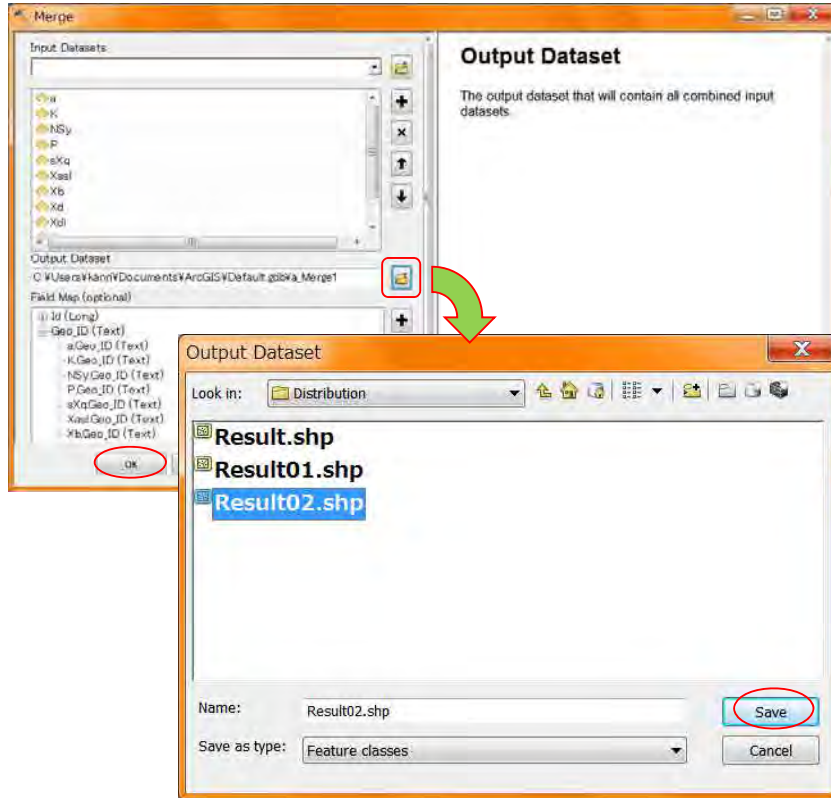 Merge
Input Datasets
a
K
NSy
P
sXq
Xasl
Xb
Xd
Xdl
Output Dataset
C:¥Users¥kann¥Documents¥ArcGIS¥Default.gdb¥a_Merge1
Field Map (optional)
Id (Long)
Geo_ID (Text)
a.Geo_ID (Text)
K.Geo_ID (Text)
NSy.Geo_ID (Text)
P.Geo_ID (Text)
sXq.Geo_ID (Text)
Xasl.Geo_ID (Text)
Xb.Geo_ID (Text)
OK
Output Dataset
The output dataset that will contain all combined input
datasets.
Output Dataset
Look in:
Distribution
Result.shp
Result01.shp
Result02.shp
Name:
Result02.shp
Save
Save as type:
Feature classes
Cancel